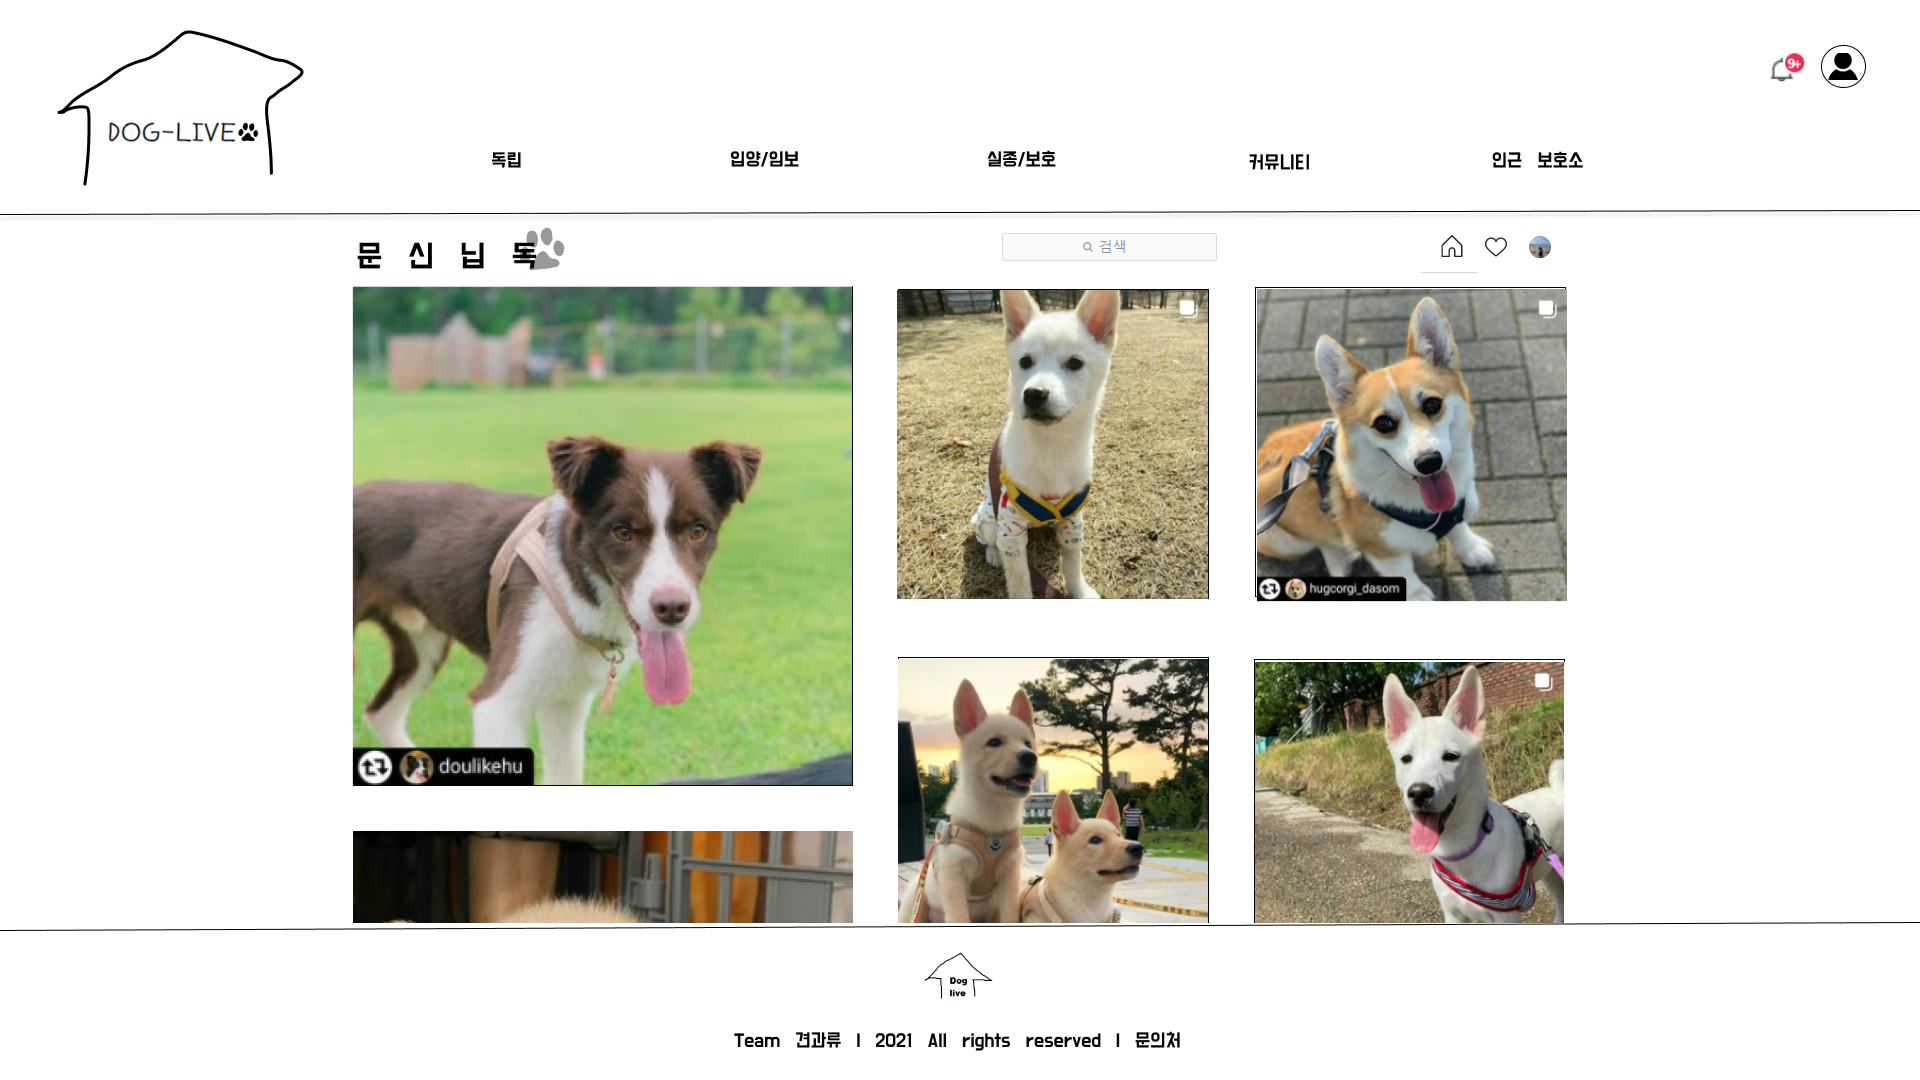 9+
DOG-LIVE
독립 입양/임보 실종/보호 커뮤니티 인근 보호소
문 신 닙 독
검색
hugcorgi_dasom
doulikehu
Dog
live
Team 견과류 | 2021 All rights reserved | 문의처